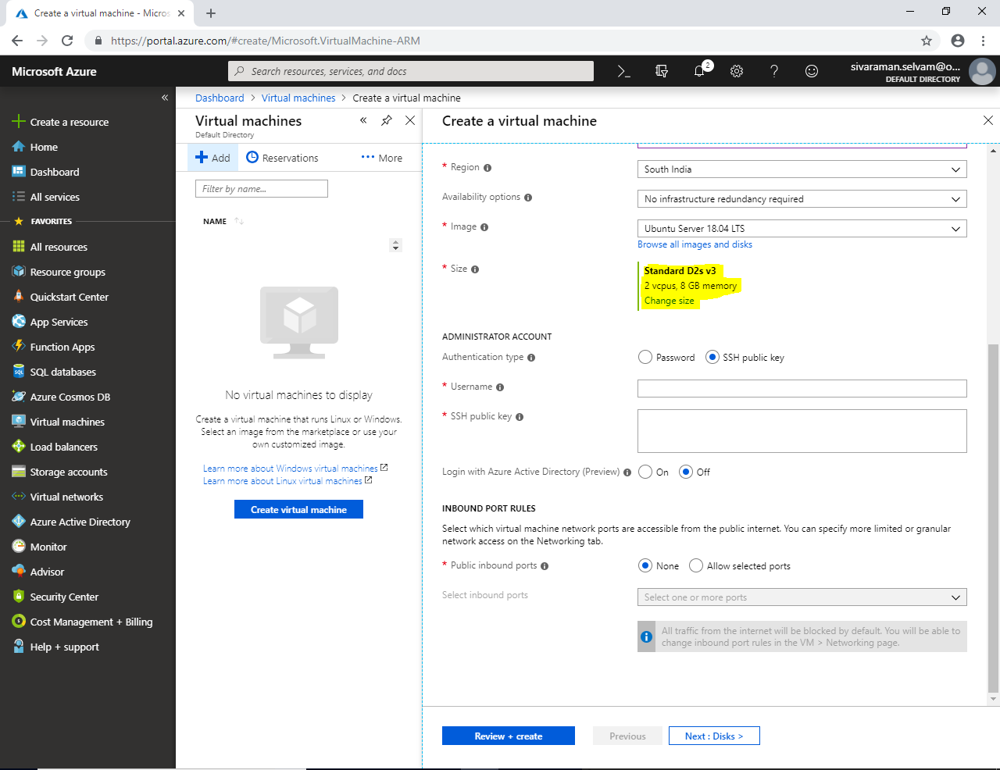 Create a virtual machine - Micros
https://portal.azure.com/#create/Microsoft.VirtualMachine-ARM
Microsoft Azure
Search resources, services, and docs
2
sivaraman.selvam@o...
DEFAULT DIRECTORY
Create a resource
Home
Dashboard
All services
FAVORITES
All resources
Resource groups
Quickstart Center
App Services
Function Apps
SQL databases
Azure Cosmos DB
Virtual machines
Load balancers
Storage accounts
Virtual networks
Azure Active Directory
Monitor
Advisor
Security Center
Cost Management + Billing
Help + support
Dashboard > Virtual machines > Create a virtual machine
Virtual machines
Default Directory
Add
Reservations
More
Filter by name...
NAME
No virtual machines to display
Create a virtual machine that runs Linux or Windows.
Select an image from the marketplace or use your
own customized image.
Learn more about Windows virtual machines
Learn more about Linux virtual machines
Create virtual machine
Create a virtual machine
* Region
South India
Availability options
No infrastructure redundancy required
* Image
Ubuntu Server 18.04 LTS
Browse all images and disks
* Size
Standard D2s v3
2 vcpus, 8 GB memory
Change size
ADMINISTRATOR ACCOUNT
Authentication type
Password
SSH public key
* Username
* SSH public key
Login with Azure Active Directory (Preview)
On
Off
INBOUND PORT RULES
Select which virtual machine network ports are accessible from the public internet. You can specify more limited or granular
network access on the Networking tab.
* Public inbound ports
None
Allow selected ports
Select inbound ports
Select one or more ports
All traffic from the internet will be blocked by default. You will be able to
change inbound port rules in the VM > Networking page.
Review + create
Previous
Next : Disks >